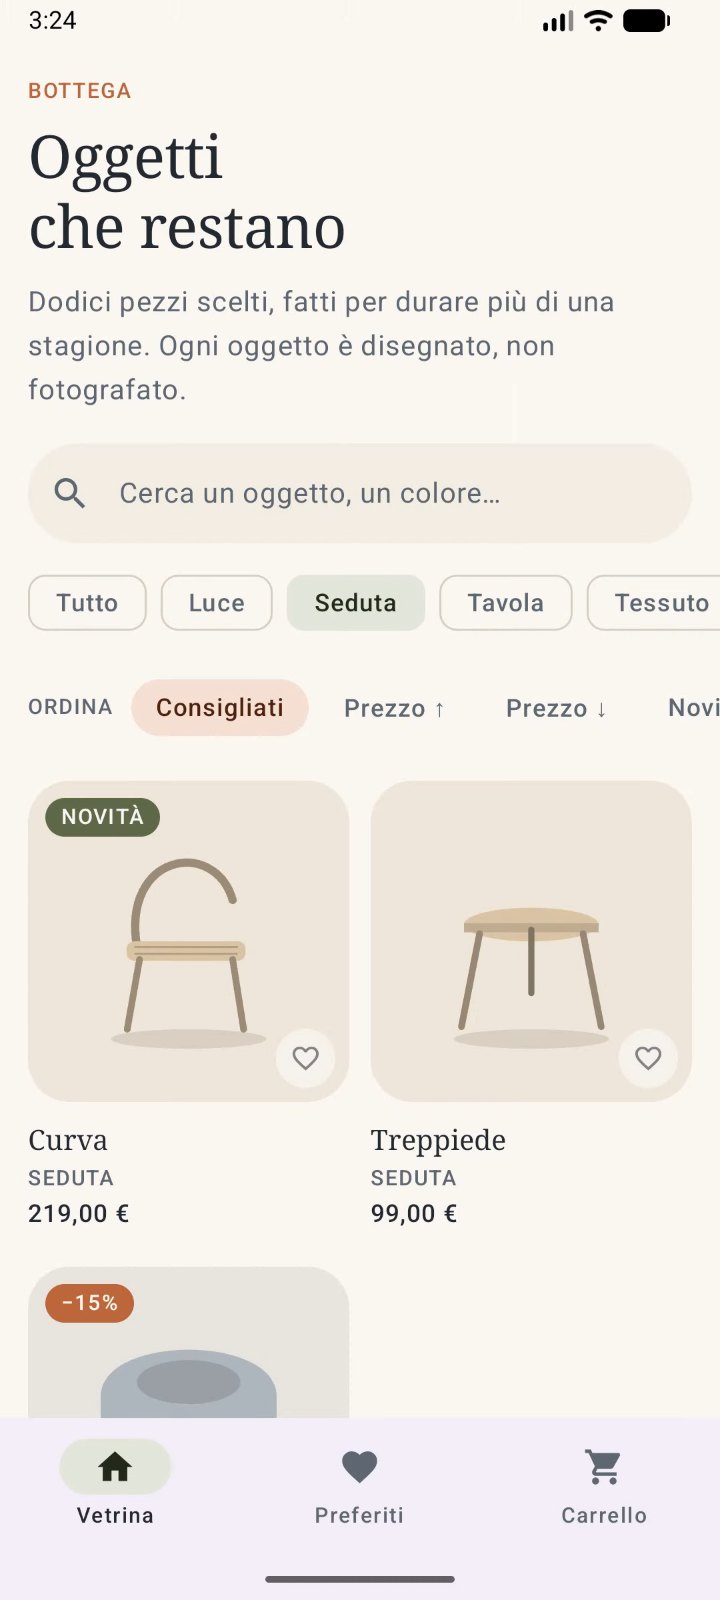 3:24
BOTTEGA
Oggetti
che restano
Dodici pezzi scelti, fatti per durare più di una
stagione. Ogni oggetto è disegnato, non
fotografato.
Cerca un oggetto, un colore…
Tutto
Luce
Seduta
Tavola
Tessuto
ORDINA
Consigliati
Prezzo ↑
Prezzo ↓
Novi
NOVITÀ
Curva
SEDUTA
219,00 €
Treppiede
SEDUTA
99,00 €
−15%
Vetrina
Preferiti
Carrello